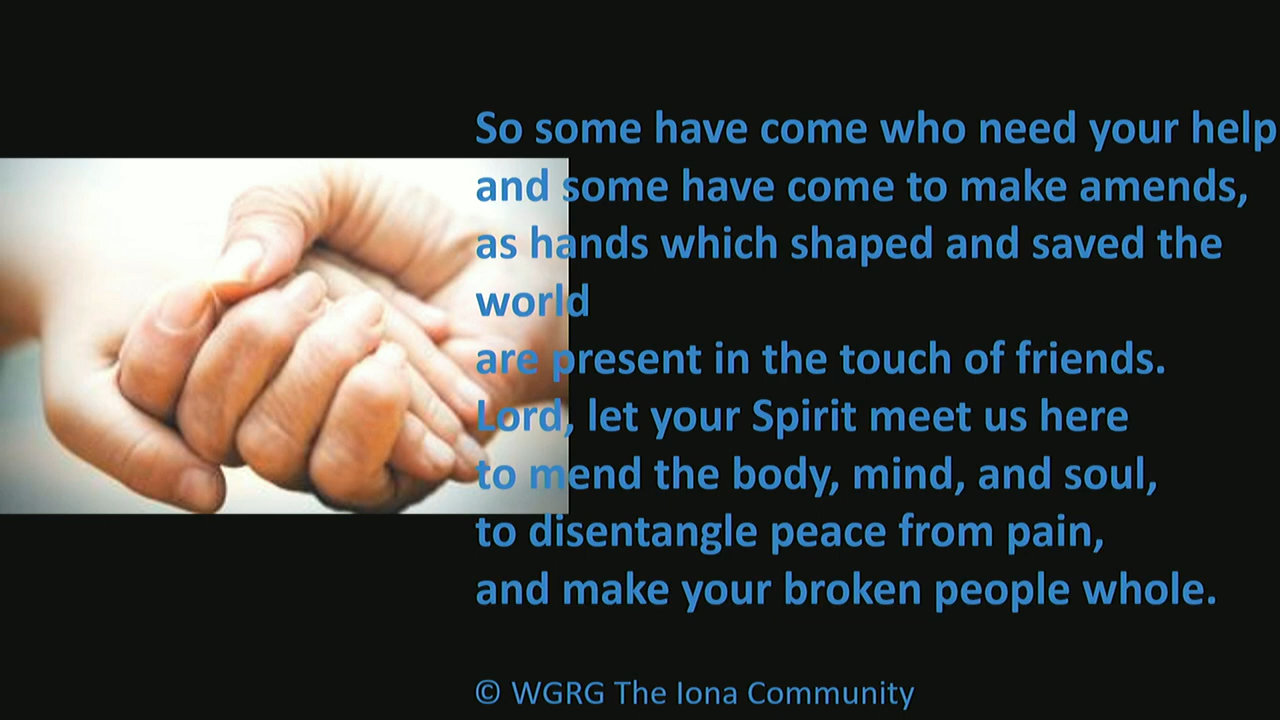 So some have come who need your help
and some have come to make amends,
as hands which shaped and saved the
world
are present in the touch of friends.
Lord, let your Spirit meet us here
to mend the body, mind, and soul,
to disentangle peace from pain,
and make your broken people whole.
© WGRG The Iona Community